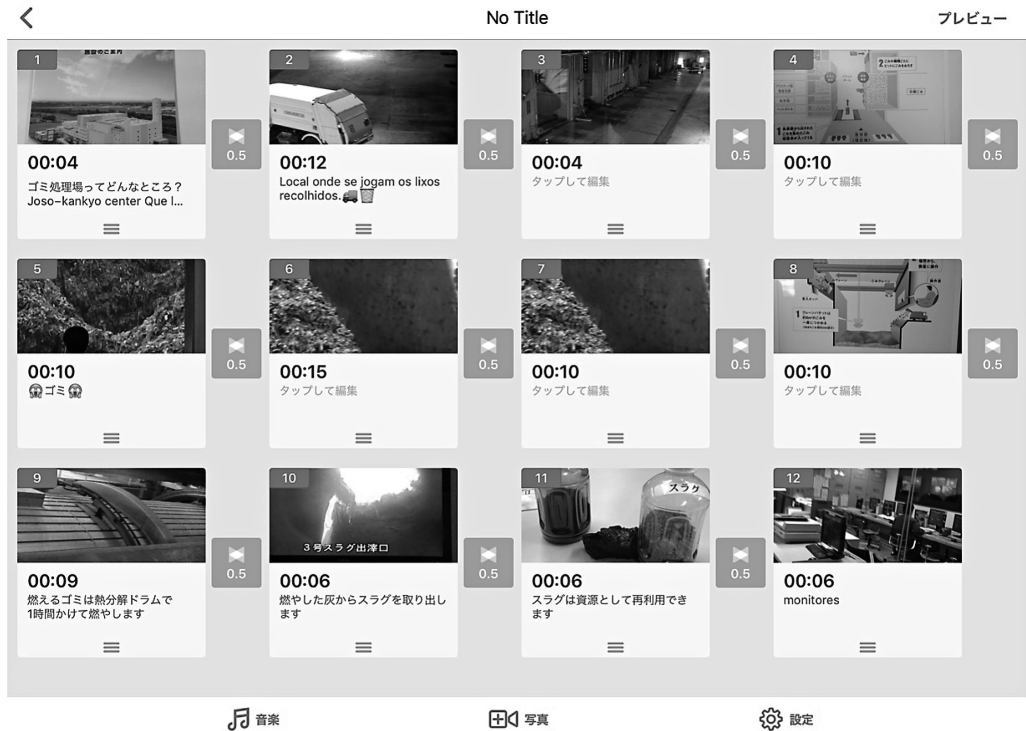 No Title
プレビュー
1
施設のご案内
00:04
ゴミ処理場ってどんなところ？
Joso-kankyo center Que l...
0.5
2
00:12
Local onde se jogam os lixos
recolhidos.🚛🗑️
0.5
3
00:04
タップして編集
0.5
4
00:10
タップして編集
0.5
5
00:10
😱ゴミ😱
0.5
6
00:15
タップして編集
0.5
7
00:10
タップして編集
0.5
8
00:10
タップして編集
0.5
9
00:09
燃えるゴミは熱分解ドラムで
1時間かけて燃やします
0.5
10
3号スラグ出滓口
00:06
燃やした灰からスラグを取り出し
ます
0.5
11
スラグ
00:06
スラグは資源として再利用でき
ます
0.5
12
00:06
monitores
音楽
写真
設定